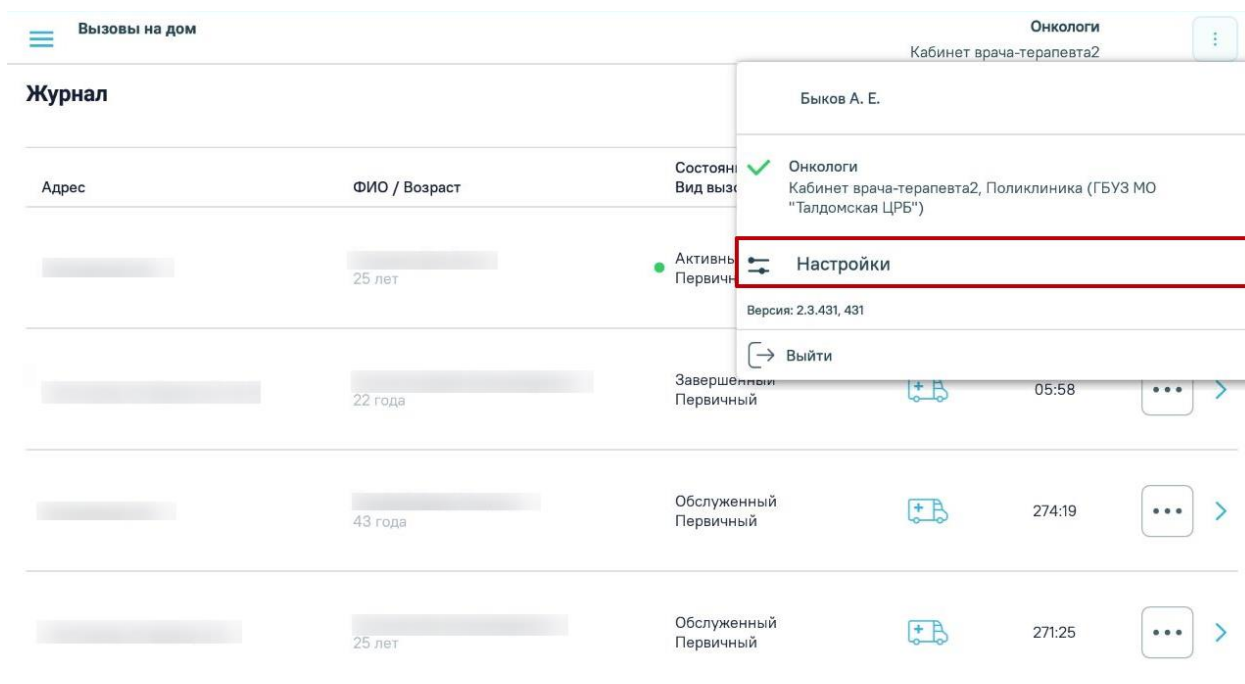 Вызовы на дом
Онкологи
Кабинет врача-терапевта2
Журнал
Быков А. Е.
Онкологи
Кабинет врача-терапевта2, Поликлиника (ГБУЗ МО
"Талдомская ЦРБ")
Настройки
Версия: 2.3.431, 431
Выйти
Адрес
ФИО / Возраст
25 лет
Первичн
22 года
Завершенный
Первичный
05:58
43 года
Обслуженный
Первичный
274:19
25 лет
Обслуженный
Первичный
271:25